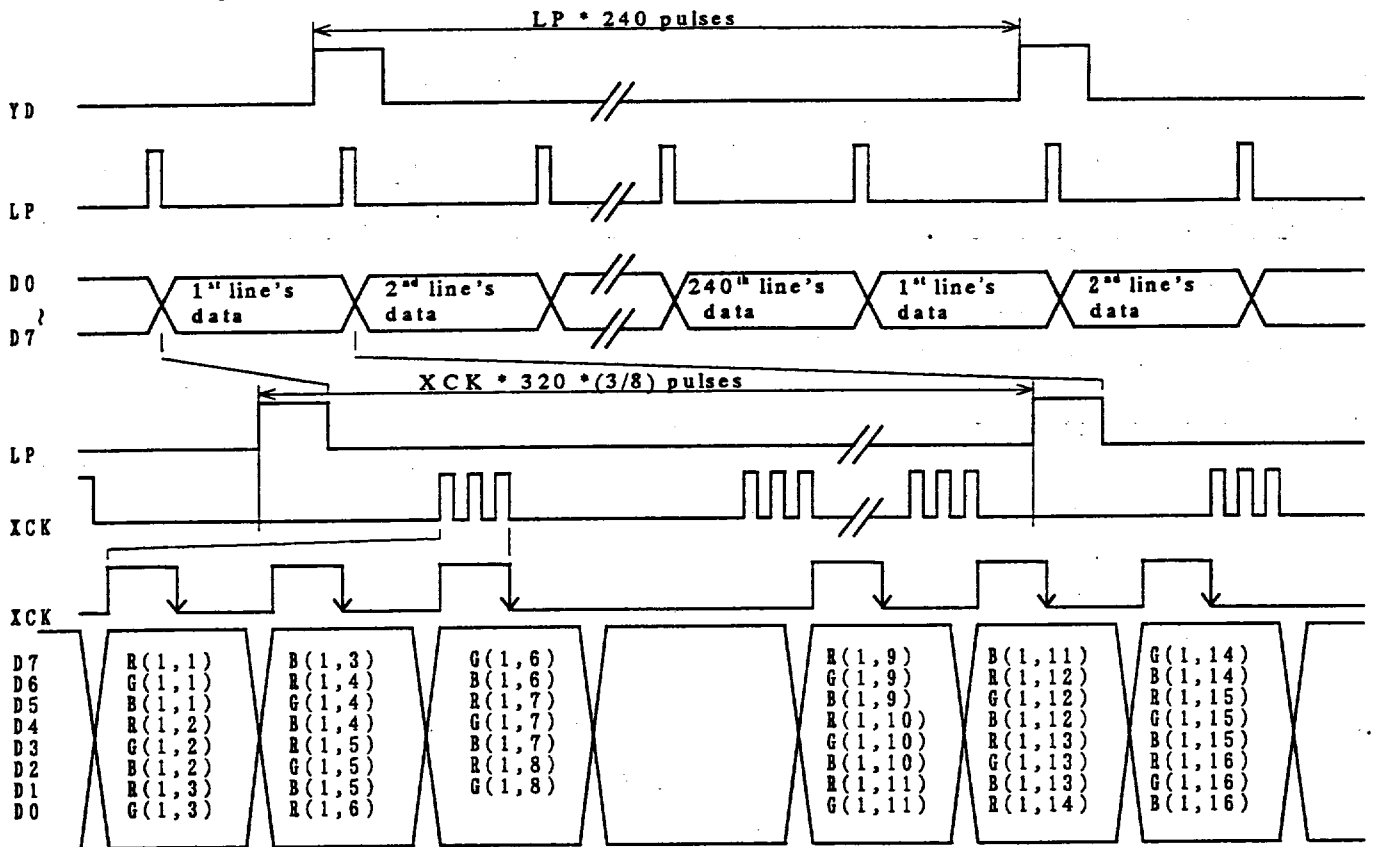 LP * 240 pulses
YD
LP
D0
~
D7
1st line's data
2nd line's data
240th line's data
1st line's data
2nd line's data
XCK * 320 *(3/8) pulses
LP
XCK
XCK
D7 R(1,1) B(1,3) G(1,6) R(1,9) B(1,11) G(1,14)
D6 G(1,1) R(1,4) B(1,6) G(1,9) R(1,12) B(1,14)
D5 B(1,1) G(1,4) R(1,7) B(1,9) G(1,12) R(1,15)
D4 R(1,2) B(1,4) G(1,7) R(1,10) B(1,12) G(1,15)
D3 G(1,2) R(1,5) B(1,7) G(1,10) R(1,13) B(1,15)
D2 B(1,2) G(1,5) R(1,8) B(1,10) G(1,13) R(1,16)
D1 R(1,3) B(1,5) G(1,8) R(1,11) B(1,13) G(1,16)
D0 G(1,3) R(1,6) G(1,11) R(1,14) B(1,16)